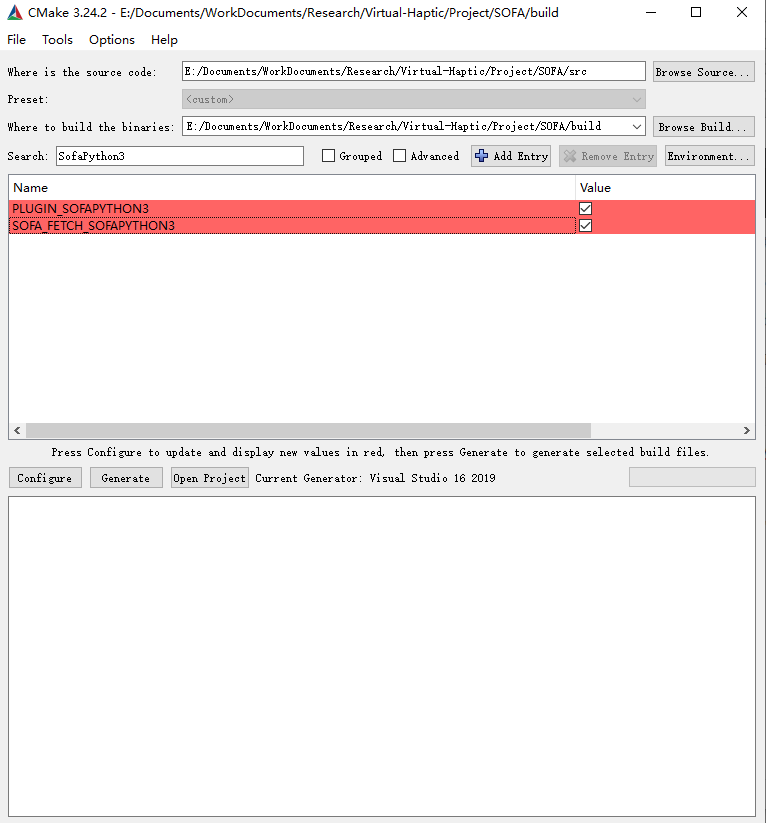 CMake 3.24.2 - E:/Documents/WorkDocuments/Research/Virtual-Haptic/Project/SOFA/build
File Tools Options Help
Where is the source code: E:/Documents/WorkDocuments/Research/Virtual-Haptic/Project/SOFA/src Browse Source...
Preset: <custom>
Where to build the binaries: E:/Documents/WorkDocuments/Research/Virtual-Haptic/Project/SOFA/build Browse Build...
Search: SofaPython3 Grouped Advanced Add Entry Remove Entry Environment...
Name Value
PLUGIN_SOFAPYTHON3
SOFA_FETCH_SOFAPYTHON3
Press Configure to update and display new values in red, then press Generate to generate selected build files.
Configure Generate Open Project Current Generator: Visual Studio 16 2019